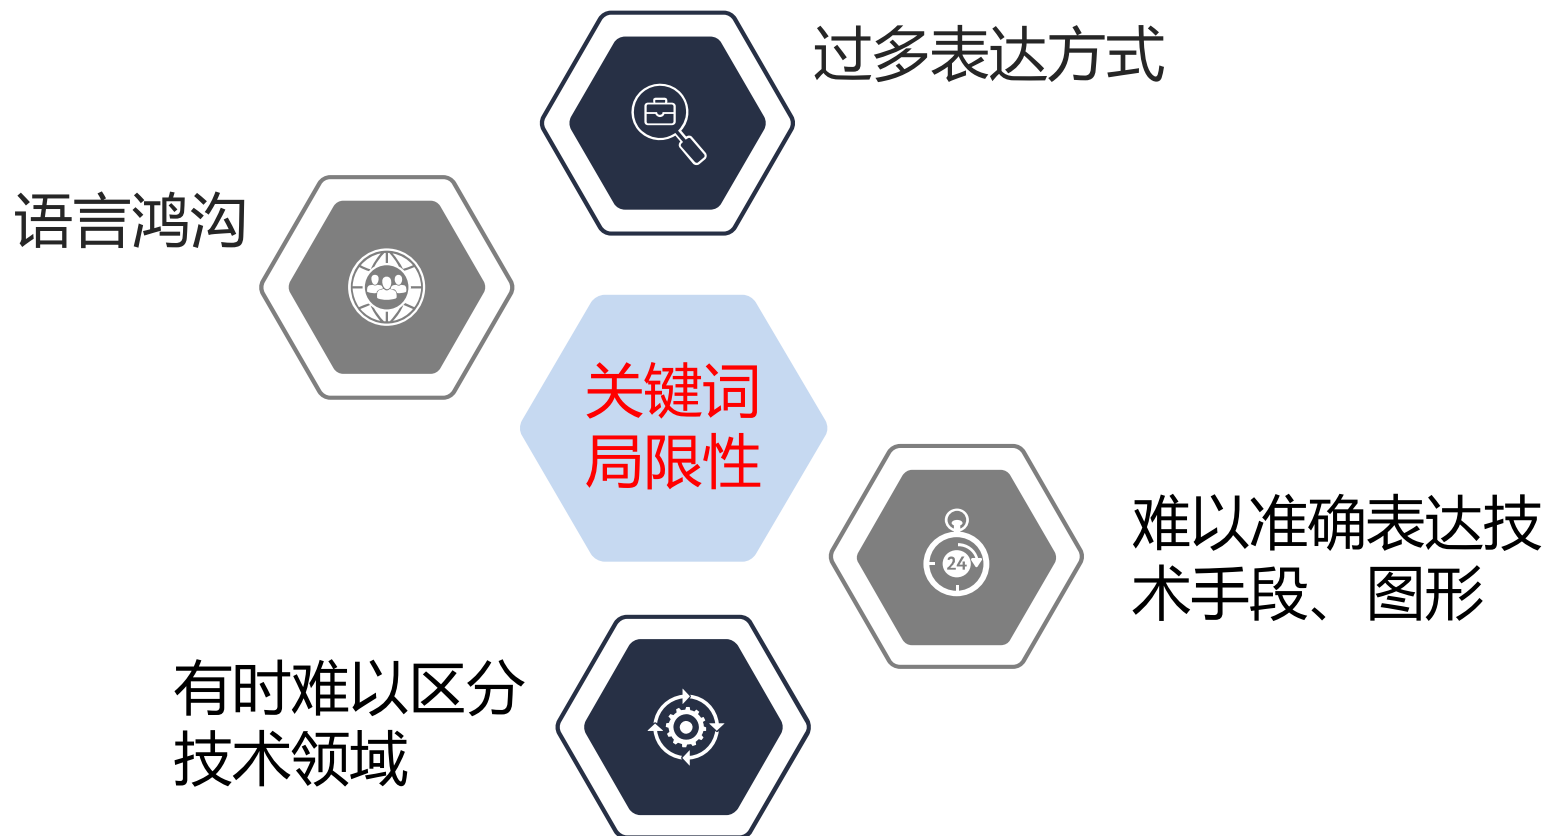 过多表达方式
语言鸿沟
关键词
局限性
24
难以准确表达技
术手段、图形
有时难以区分
技术领域